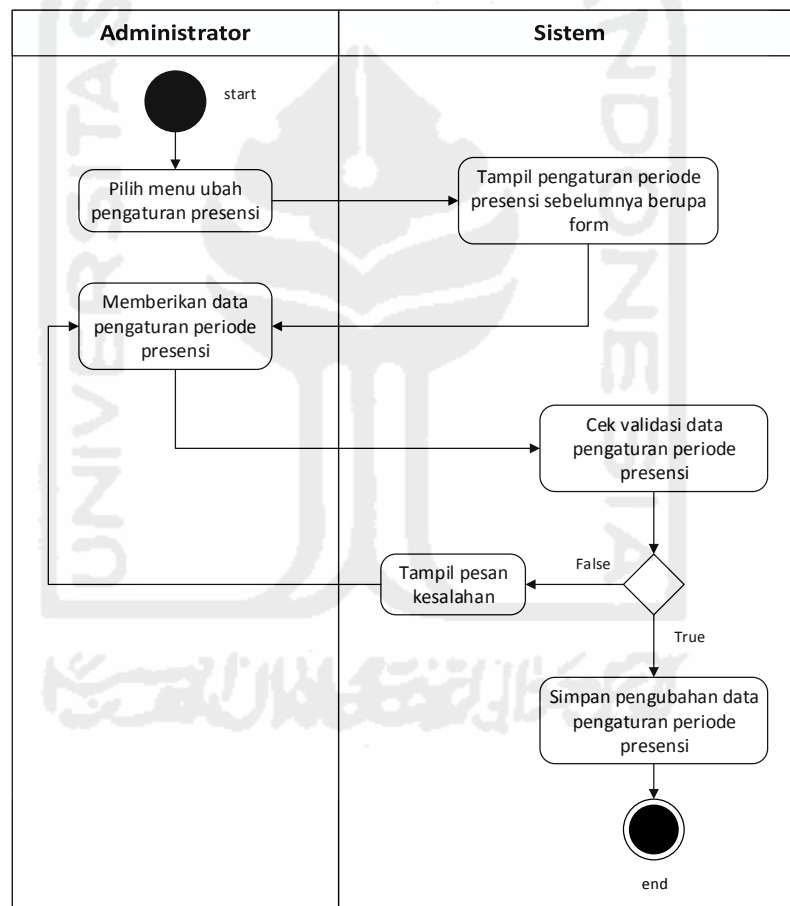 Administrator
Sistem
start
Pilih menu ubah
pengaturan presensi
Tampil pengaturan periode
presensi sebelumnya berupa
form
Memberikan data
pengaturan periode
presensi
Cek validasi data
pengaturan periode
presensi
False
Tampil pesan
kesalahan
True
Simpan pengubahan data
pengaturan periode
presensi
end
UNIVERSITAS
INDONESIA